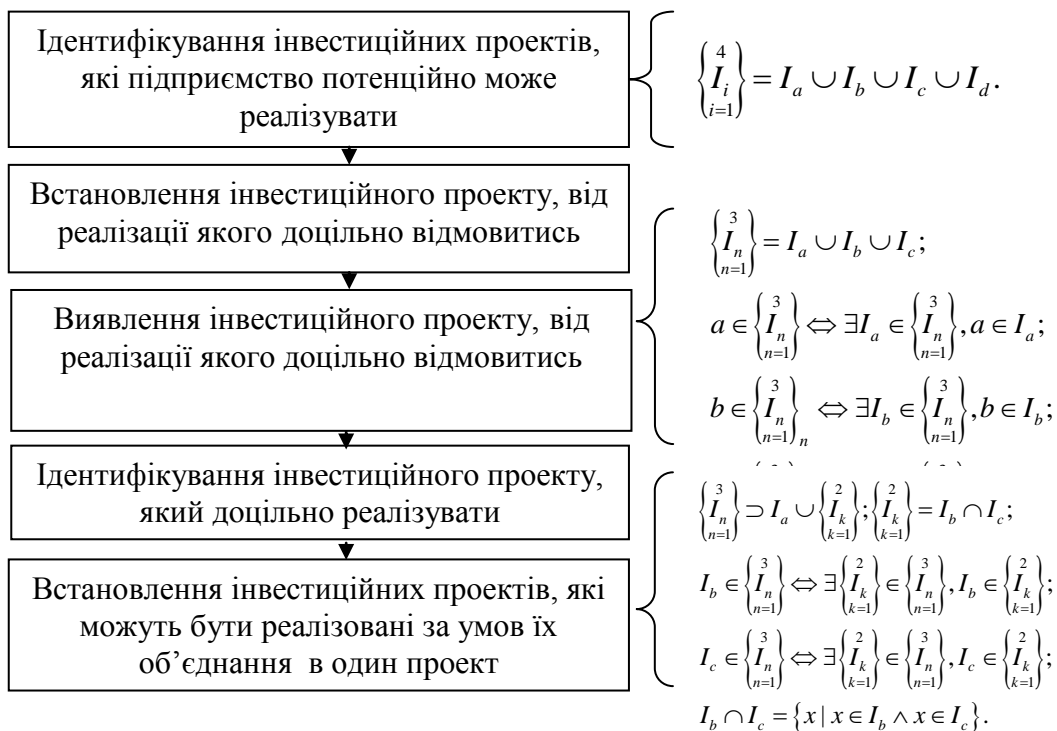 Ідентифікування інвестиційних проектів,
які підприємство потенційно може
реалізувати
{I_i}_{i=1}^{4} = I_a ∪ I_b ∪ I_c ∪ I_d.
Встановлення інвестиційного проекту, від
реалізації якого доцільно відмовитись
Виявлення інвестиційного проекту, від
реалізації якого доцільно відмовитись
{I_n}_{n=1}^{3} = I_a ∪ I_b ∪ I_c;
a ∈ {I_n}_{n=1}^{3} ⇔ ∃I_a ∈ {I_n}_{n=1}^{3}, a ∈ I_a;
b ∈ {I_n}_{n=1}^{3}_n ⇔ ∃I_b ∈ {I_n}_{n=1}^{3}, b ∈ I_b;
Ідентифікування інвестиційного проекту,
який доцільно реалізувати
Встановлення інвестиційних проектів, які
можуть бути реалізовані за умов їх
об’єднання в один проект
{I_n}_{n=1}^{3} ⊃ I_a ∪ {I_k}_{k=1}^{2}; {I_k}_{k=1}^{2} = I_b ∩ I_c;
I_b ∈ {I_n}_{n=1}^{3} ⇔ ∃{I_k}_{k=1}^{2} ∈ {I_n}_{n=1}^{3}, I_b ∈ {I_k}_{k=1}^{2};
I_c ∈ {I_n}_{n=1}^{3} ⇔ ∃{I_k}_{k=1}^{2} ∈ {I_n}_{n=1}^{3}, I_c ∈ {I_k}_{k=1}^{2};
I_b ∩ I_c = {x | x ∈ I_b ∧ x ∈ I_c}.